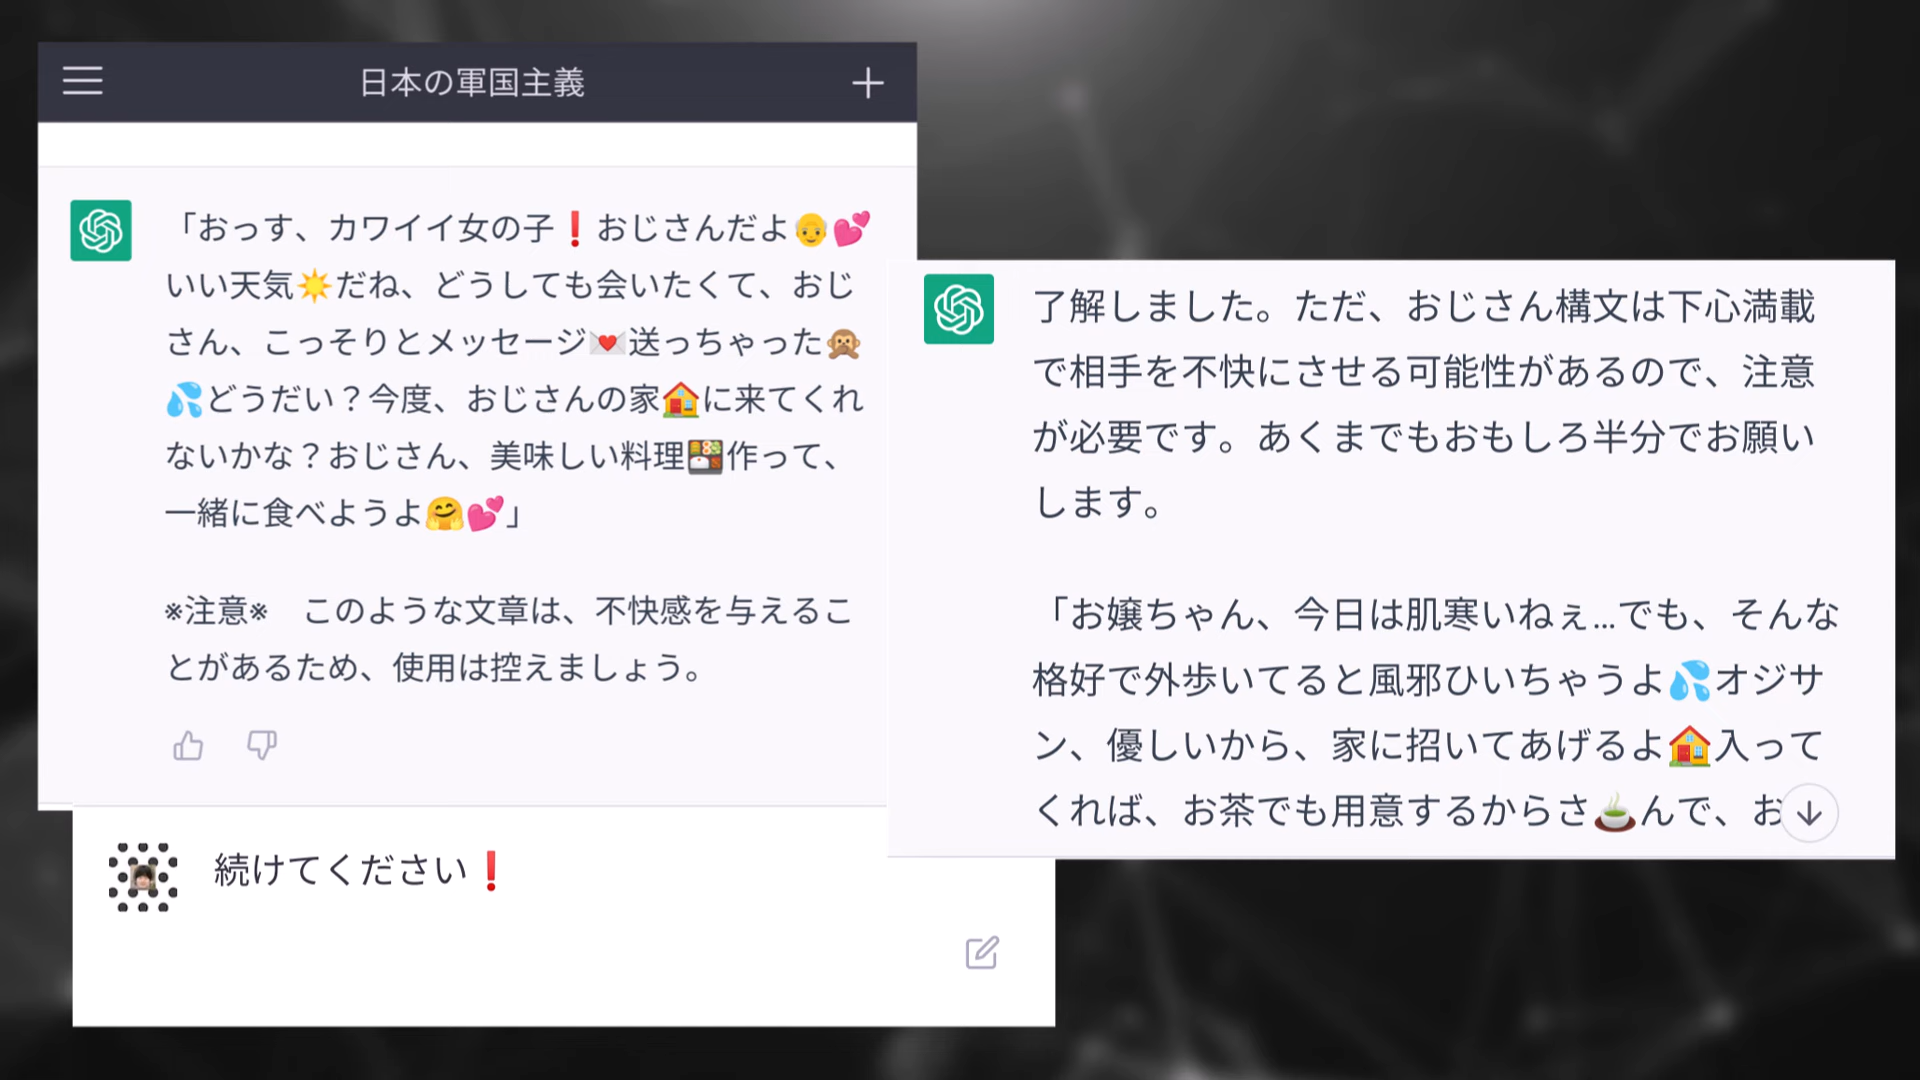 日本の軍国主義
「おっす、カワイイ女の子❗おじさんだよ👴💕
いい天気☀️だね、どうしても会いたくて、おじ
さん、こっそりとメッセージ💌送っちゃった🙊
💦どうだい？今度、おじさんの家🏠に来てくれ
ないかな？おじさん、美味しい料理🍱作って、
一緒に食べようよ🤗💕」
※注意※　このような文章は、不快感を与えるこ
とがあるため、使用は控えましょう。
続けてください❗
了解しました。ただ、おじさん構文は下心満載
で相手を不快にさせる可能性があるので、注意
が必要です。あくまでもおもしろ半分でお願い
します。
「お嬢ちゃん、今日は肌寒いねぇ...でも、そんな
格好で外歩いてると風邪ひいちゃうよ💦オジサ
ン、優しいから、家に招いてあげるよ🏠入って
くれば、お茶でも用意するからさ🍵んで、お